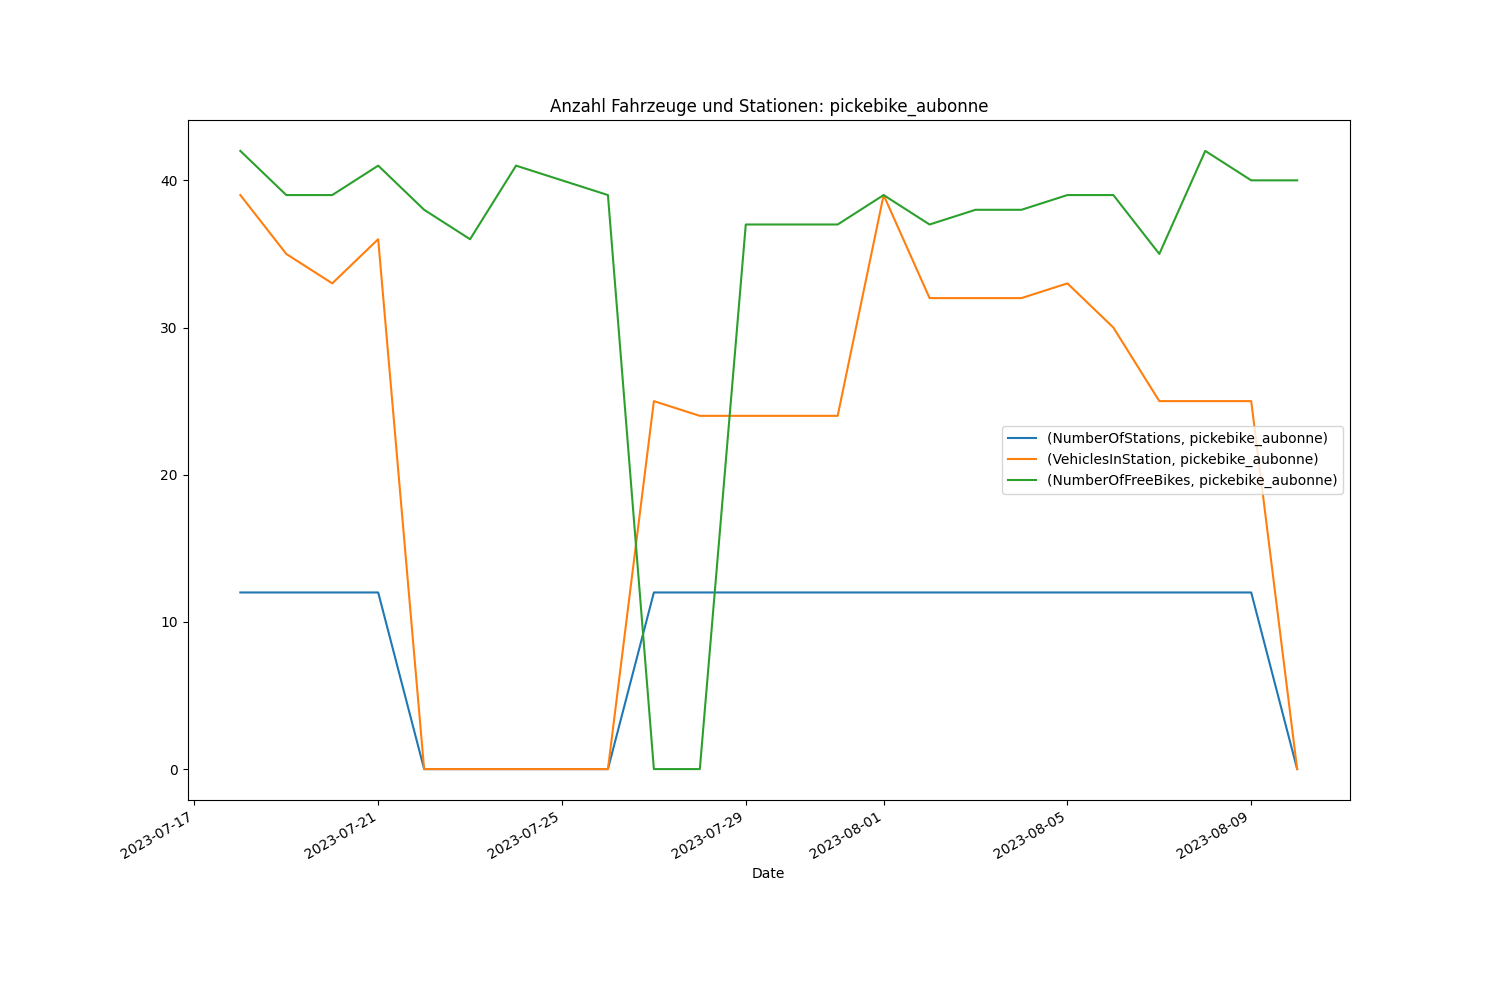 Anzahl Fahrzeuge und Stationen: pickebike_aubonne
40
30
20
10
0
(NumberOfStations, pickebike_aubonne)
(VehiclesInStation, pickebike_aubonne)
(NumberOfFreeBikes, pickebike_aubonne)
2023-07-17
2023-07-21
2023-07-25
2023-07-29
2023-08-01
2023-08-05
2023-08-09
Date